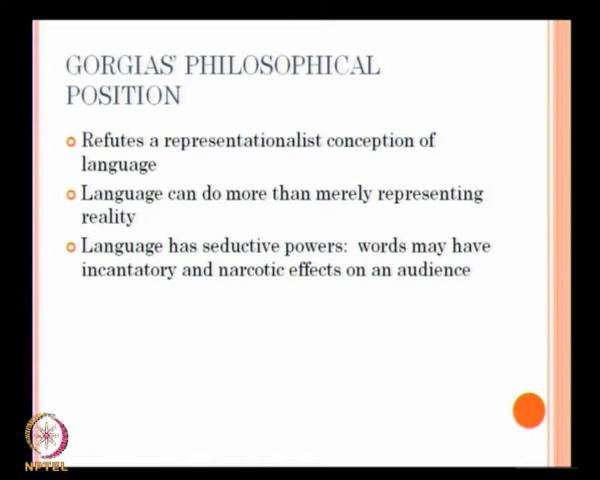 GORGIAS' PHILOSOPHICAL
POSITION
Refutes a representationalist conception of
language
Language can do more than merely representing
reality
Language has seductive powers: words may have
incantatory and narcotic effects on an audience
NPTEL